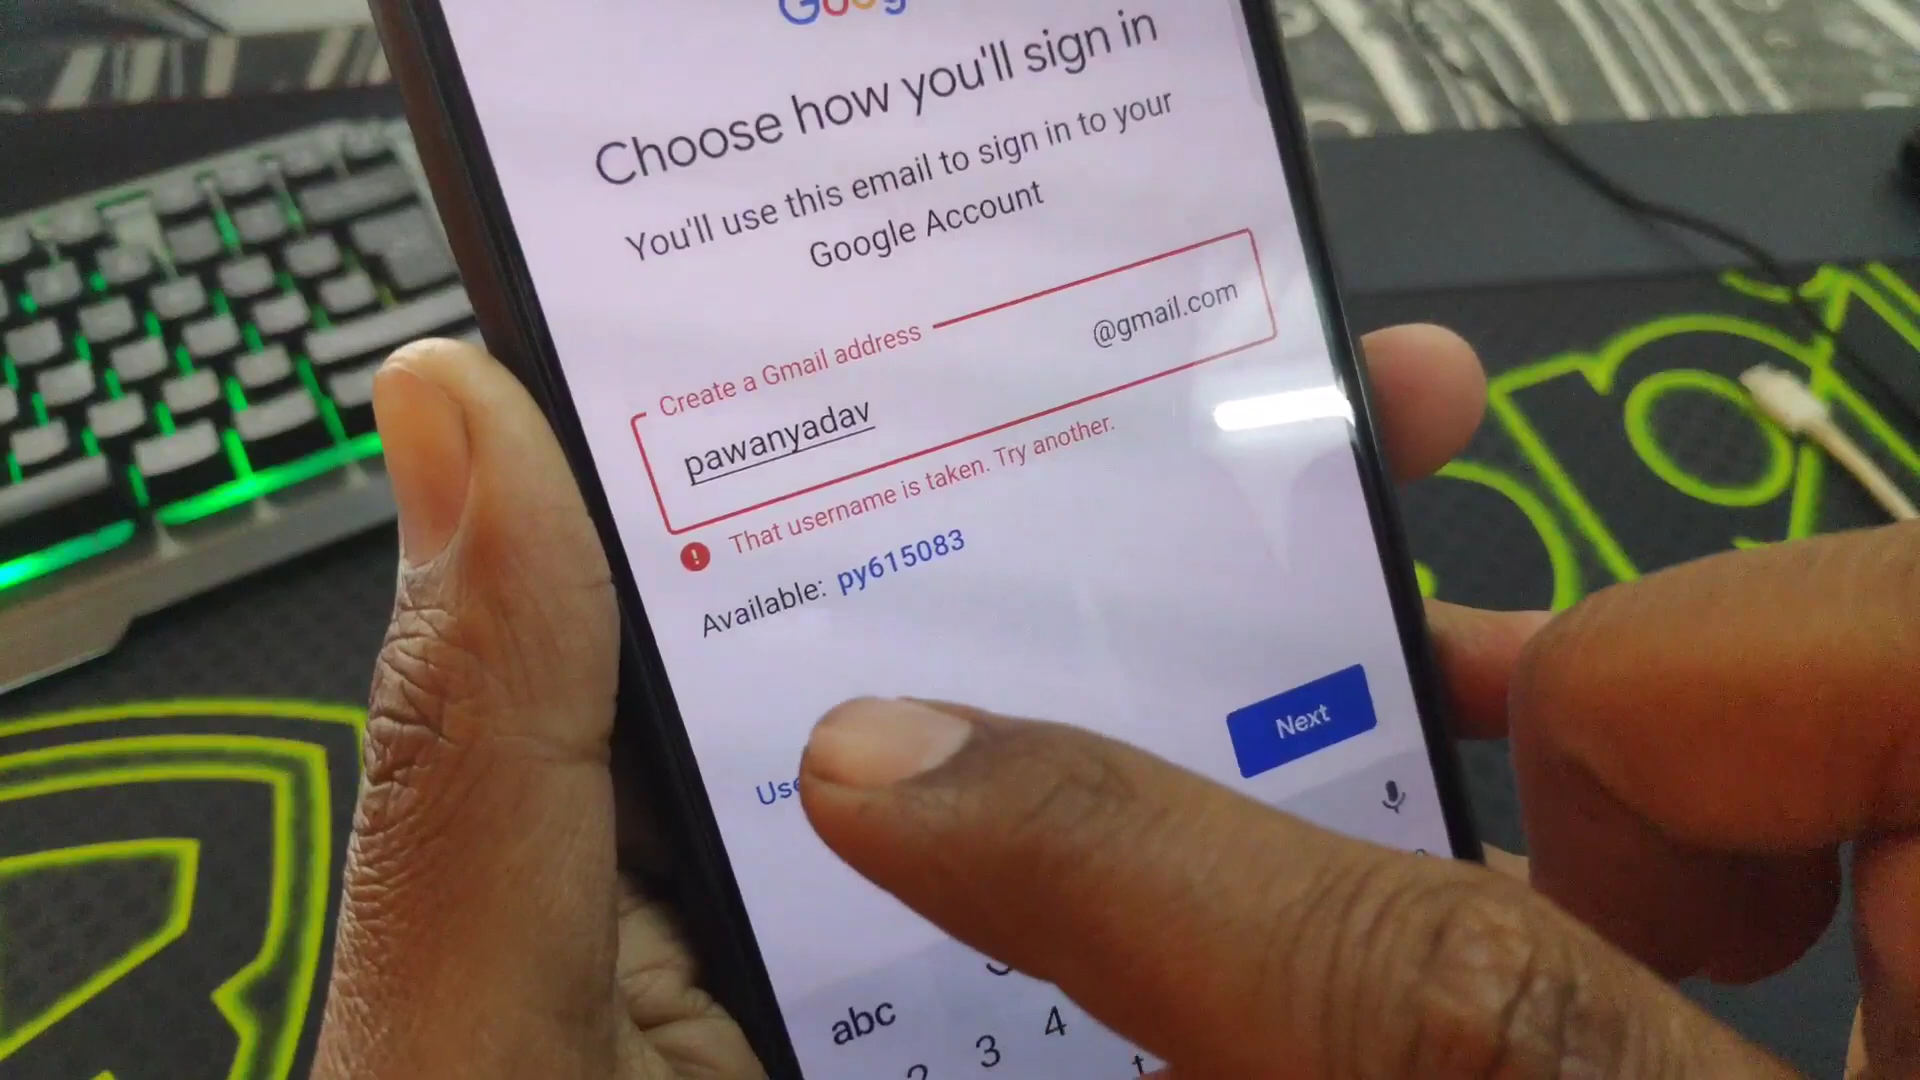 Choose how you'll sign in
You'll use this email to sign in to your
Google Account
Create a Gmail address
pawanyadav
@gmail.com
That username is taken. Try another.
Available: py615083
Next
abc
3
4